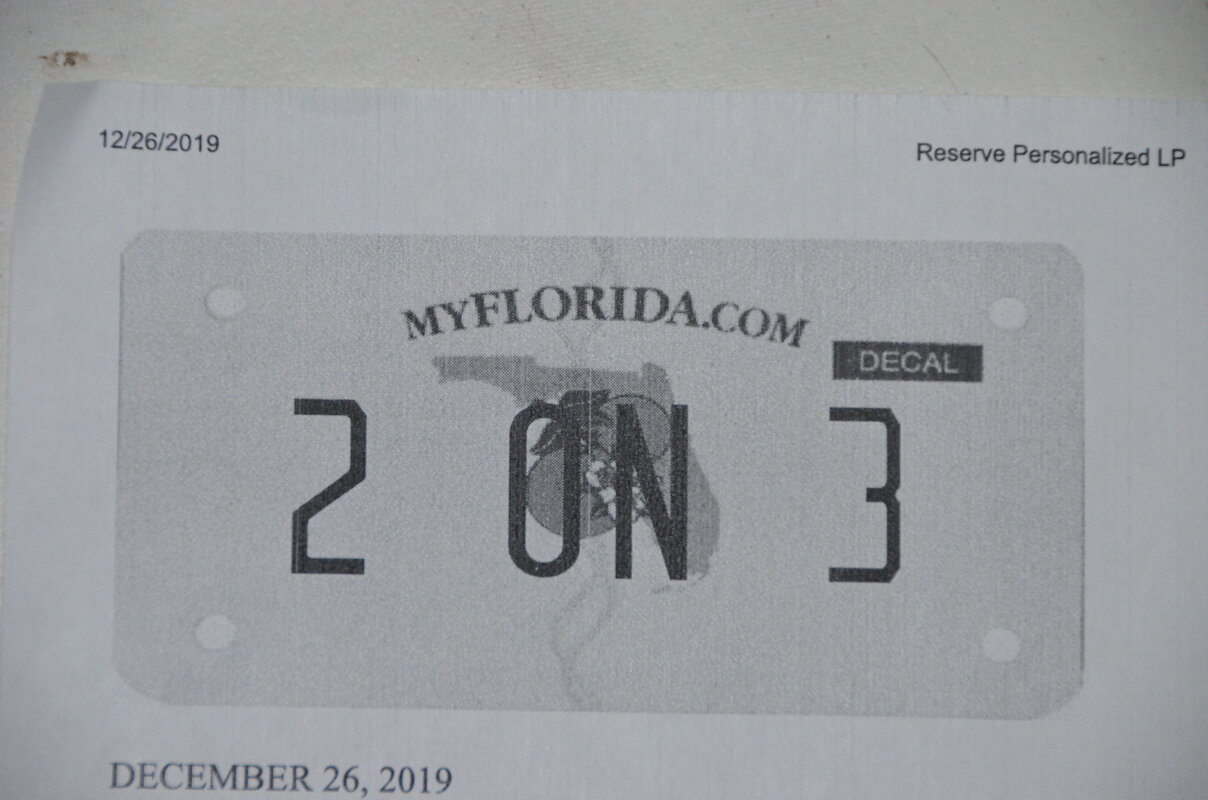 12/26/2019 Reserve Personalized LP
MYFLORIDA.COM
DECAL
2 ON 3
DECEMBER 26, 2019